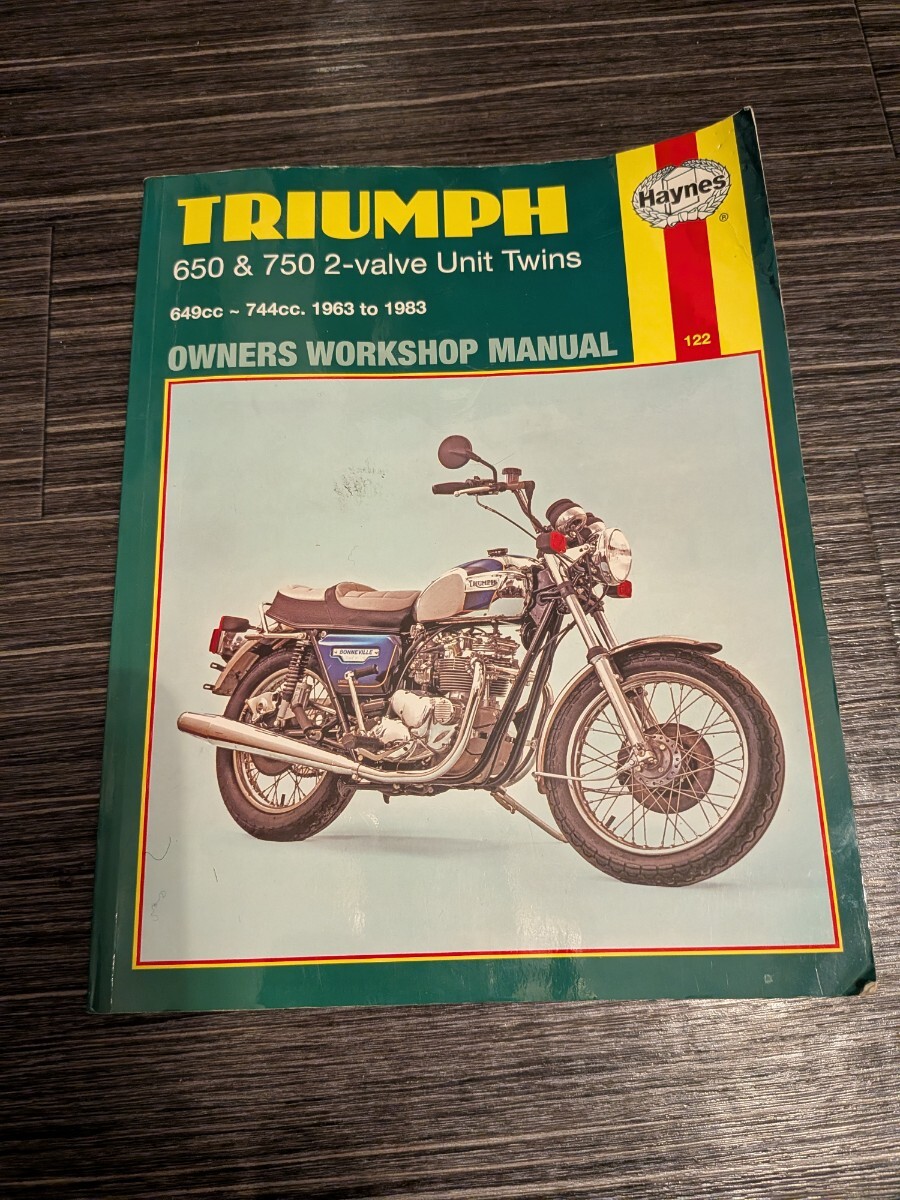 TRIUMPH
Haynes
®
650 & 750 2-valve Unit Twins
649cc ~ 744cc. 1963 to 1983
122
OWNERS WORKSHOP MANUAL
TRIUMPH
BONNEVILLE